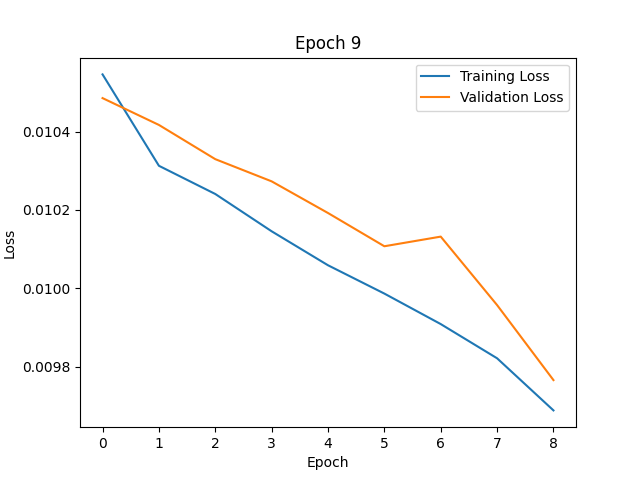 Epoch 9
Training Loss
Validation Loss
0.0104
0.0102
0.0100
0.0098
Loss
0 1 2 3 4 5 6 7 8
Epoch